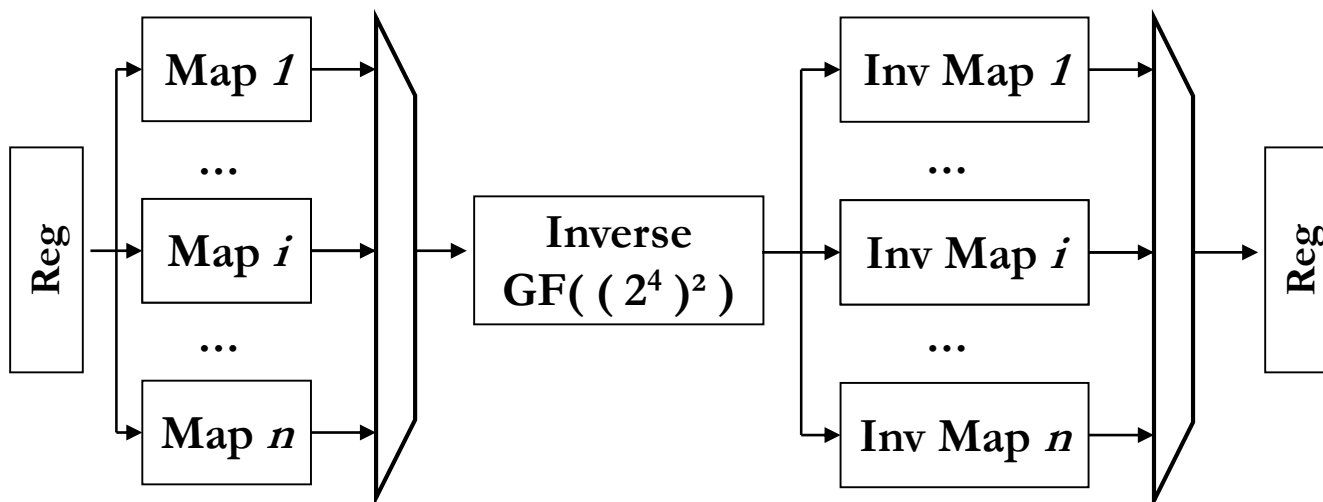 Reg
Map 1
...
Map i
...
Map n
Inverse
GF( ( 2⁴ )² )
Inv Map 1
...
Inv Map i
...
Inv Map n
Reg